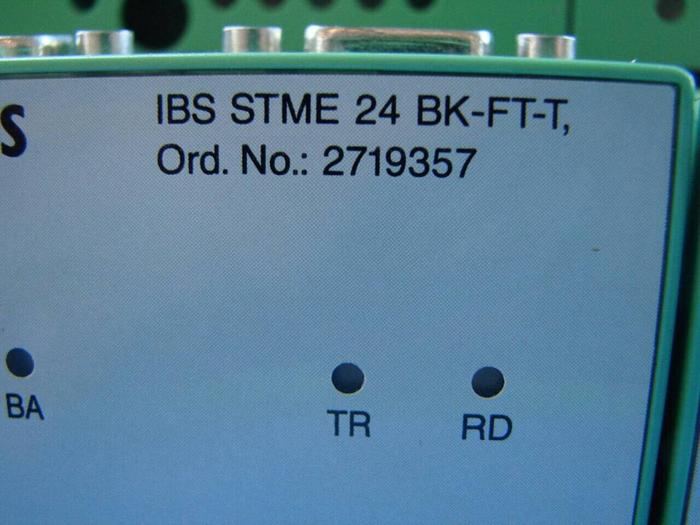 S
IBS STME 24 BK-FT-T,
Ord. No.: 2719357
BA
TR
RD